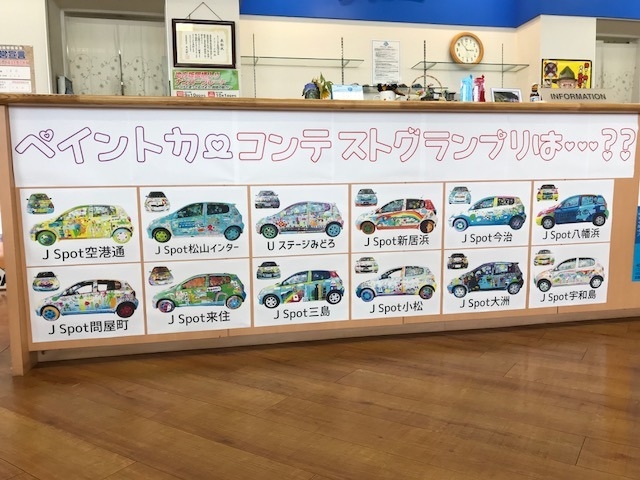 INFORMATION
ペイントカーコンテストグランプリは・・・??
J Spot空港通
J Spot松山インター
U ステージみどろ
J Spot新居浜
J Spot今治
J Spot八幡浜
J Spot問屋町
J Spot来住
J Spot三島
J Spot小松
J Spot大洲
J Spot宇和島